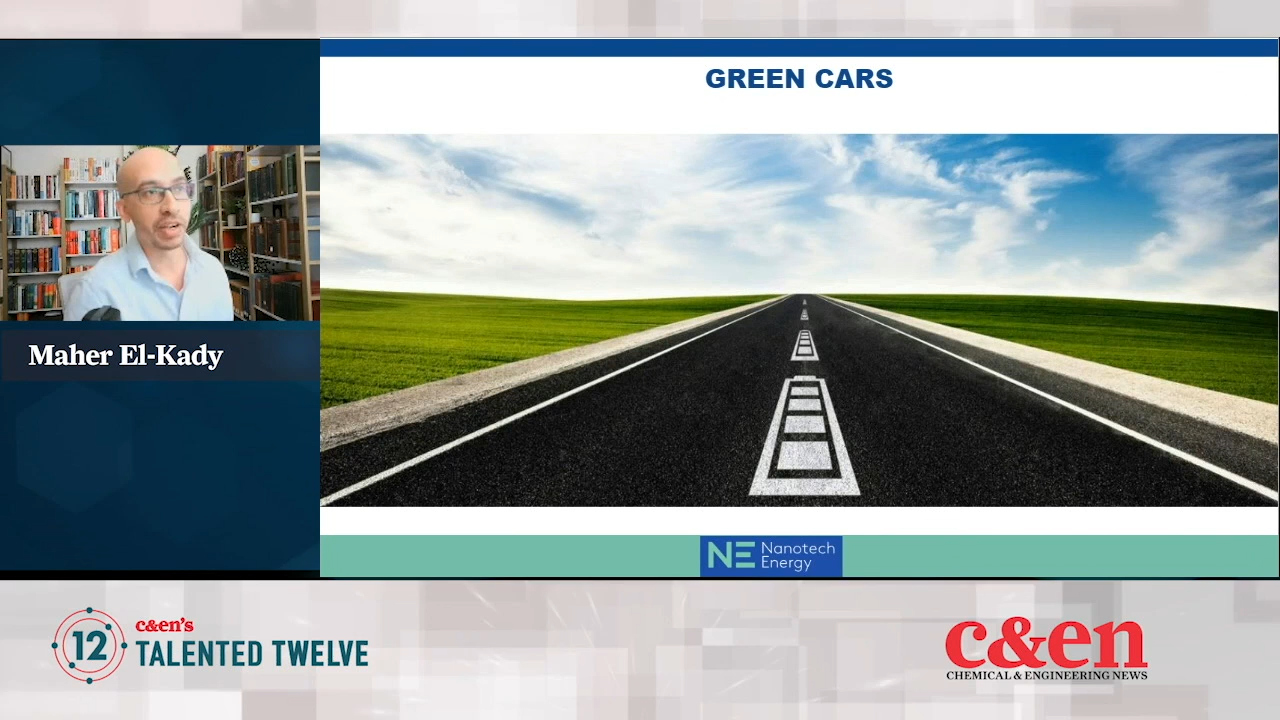 GREEN CARS
Maher El-Kady
NE Nanotech
Energy
12
c&en's
TALENTED TWELVE
c&en
CHEMICAL & ENGINEERING NEWS